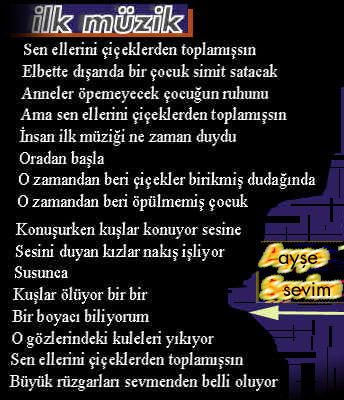 ilk müzik
Sen ellerini çiçeklerden toplamışsın
Elbette dışarıda bir çocuk simit satacak
Anneler öpemeyecek çocuğun ruhunu
Ama sen ellerini çiçeklerden toplamışsın
İnsan ilk müziği ne zaman duydu
Oradan başla
O zamandan beri çiçekler birikmiş dudağında
O zamandan beri öpülmemiş çocuk
Konuşurken kuşlar konuyor sesine
Sesini duyan kızlar nakış işliyor
Susunca
Kuşlar ölüyor bir bir
Bir boyacı biliyorum
O gözlerindeki kuleleri yıkıyor
Sen ellerini çiçeklerden toplamışsın
Büyük rüzgarları sevmenden belli oluyor
ayşe
sevim